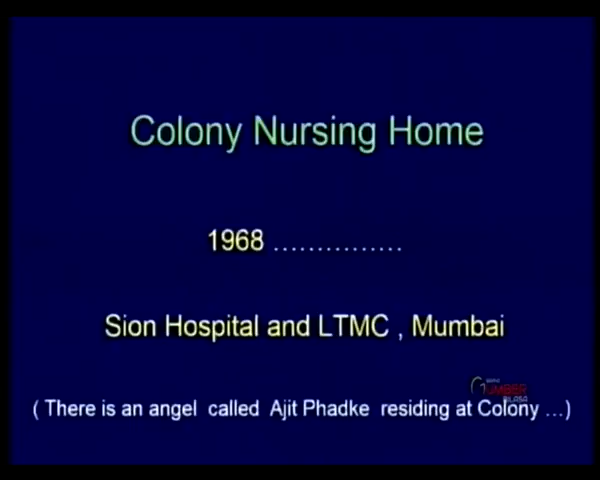 Colony Nursing Home
1968 ...............
Sion Hospital and LTMC , Mumbai
( There is an angel called Ajit Phadke residing at Colony ...)